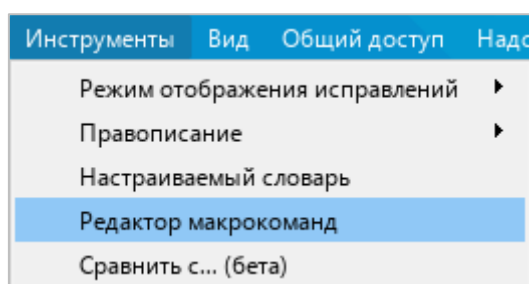 Инструменты Вид Общий доступ
Режим отображения исправлений
Правописание
Настраиваемый словарь
Редактор макрокоманд
Сравнить с... (бета)